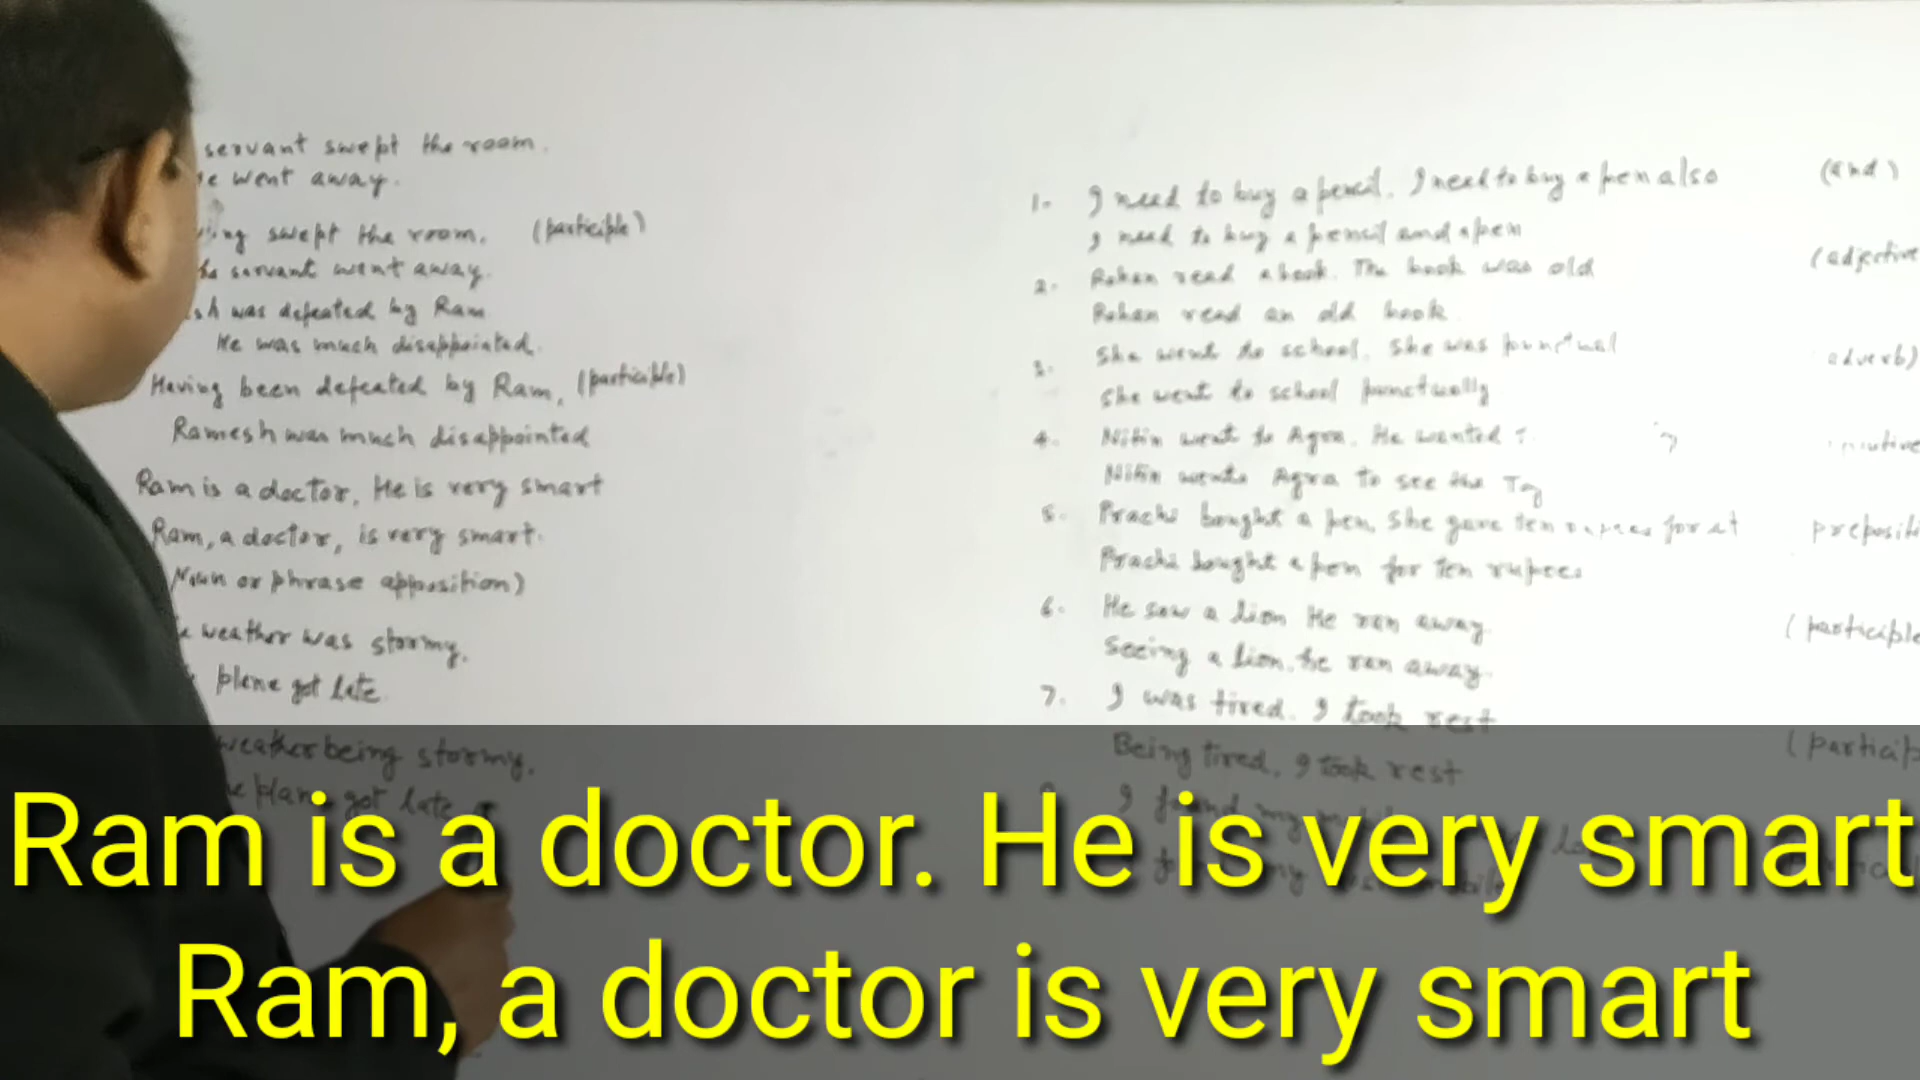 servant swept the room.
went away.
swept the room. (participle)
servant went away.
was defeated by Ram
He was much disappointed.
Having been defeated by Ram, (participle)
Ramesh was much disappointed
Ram is a doctor. He is very smart
Ram, a doctor, is very smart.
Noun or phrase apposition)
weather was stormy.
plane got late.
weather being stormy,
plane got late
1. I need to buy a pencil. I need to buy a pen also (and)
I need to buy a pencil and a pen
2. Rohan read a book. The book was old (adjective
Rohan read an old book
3. She went to school. She was punctual adverb)
She went to school punctually
4. Nitin went to Agra. He wanted
Nitin went to Agra to see the Taj
5. Prachi bought a pen. She gave ten rupees for it prepositi
Prachi bought a pen for ten rupees
6. He saw a lion He ran away (participle
Seeing a lion, he ran away.
7. I was tired. I took rest
Being tired, I took rest (particip
I found my
Ram is a doctor. He is very smart
Ram, a doctor is very smart